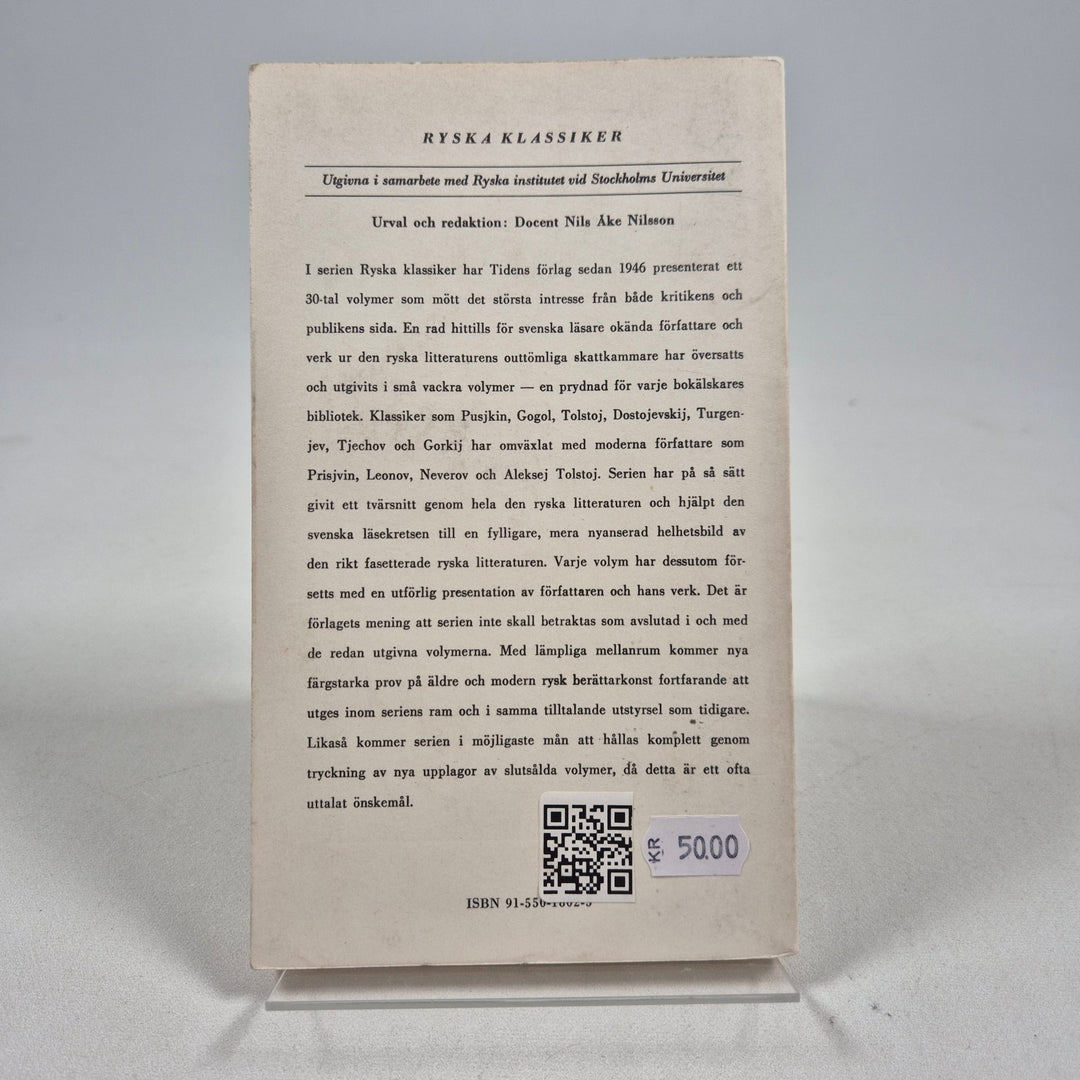 RYSKA KLASSIKER
Utgivna i samarbete med Ryska institutet vid Stockholms Universitet
Urval och redaktion: Docent Nils Åke Nilsson
I serien Ryska klassiker har Tidens förlag sedan 1946 presenterat ett
30-tal volymer som mött det största intresse från både kritikens och
publikens sida. En rad hittills för svenska läsare okända författare och
verk ur den ryska litteraturens outtömliga skattkammare har översatts
och utgivits i små vackra volymer — en prydnad för varje bokälskares
bibliotek. Klassiker som Pusjkin, Gogol, Tolstoj, Dostojevskij, Turgen-
jev, Tjechov och Gorkij har omväxlat med moderna författare som
Prisjvin, Leonov, Neverov och Aleksej Tolstoj. Serien har på så sätt
givit ett tvärsnitt genom hela den ryska litteraturen och hjälpt den
svenska läsekretsen till en fylligare, mera nyanserad helhetsbild av
den rikt fasetterade ryska litteraturen. Varje volym har dessutom för-
setts med en utförlig presentation av författaren och hans verk. Det är
förlagets mening att serien inte skall betraktas som avslutad i och med
de redan utgivna volymerna. Med lämpliga mellanrum kommer nya
färgstarka prov på äldre och modern rysk berättarkonst fortfarande att
utges inom seriens ram och i samma tilltalande utstyrsel som tidigare.
Likaså kommer serien i möjligaste mån att hållas komplett genom
tryckning av nya upplagor av slutsålda volymer, då detta är ett ofta
uttalat önskemål.
KR 50.00
ISBN